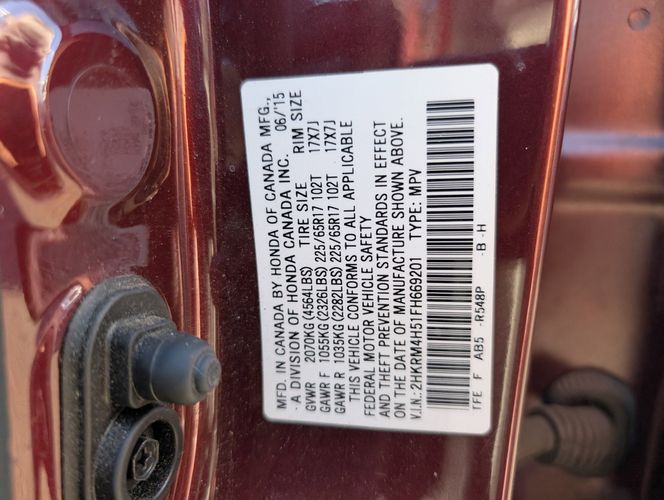 MFD. IN CANADA BY HONDA OF CANADA MFG.,
- A DIVISION OF HONDA CANADA INC. 06/15
GVWR 2070KG(4564LBS) TIRE SIZE RIM SIZE
GAWR F 1055KG(2326LBS) 225/65R17 102T 17X7J
GAWR R 1035KG(2282LBS) 225/65R17 102T 17X7J
THIS VEHICLE CONFORMS TO ALL APPLICABLE
FEDERAL MOTOR VEHICLE SAFETY
AND THEFT PREVENTION STANDARDS IN EFFECT
ON THE DATE OF MANUFACTURE SHOWN ABOVE.
V.I.N.: 2HKRM4H51FH669201 TYPE: MPV
TFE F AB5 -R548P -B -H